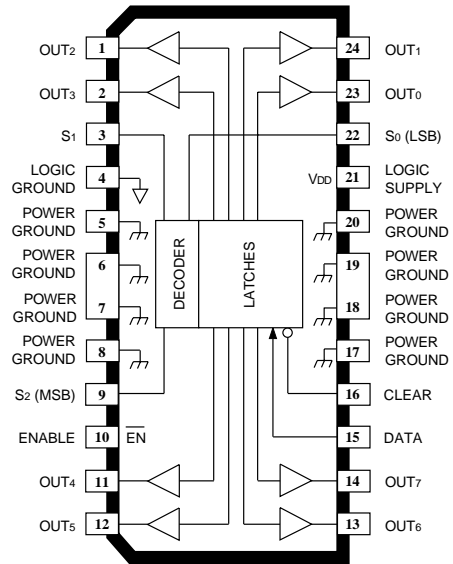 OUT2 1 24 OUT1
OUT3 2 23 OUT0
S1 3 22 S0 (LSB)
LOGIC GROUND 4 VDD 21 LOGIC SUPPLY
POWER GROUND 5 20 POWER GROUND
POWER GROUND 6 19 POWER GROUND
DECODER
LATCHES
POWER GROUND 7 18 POWER GROUND
POWER GROUND 8 17 POWER GROUND
S2 (MSB) 9 16 CLEAR
ENABLE 10 EN 15 DATA
OUT4 11 14 OUT7
OUT5 12 13 OUT6